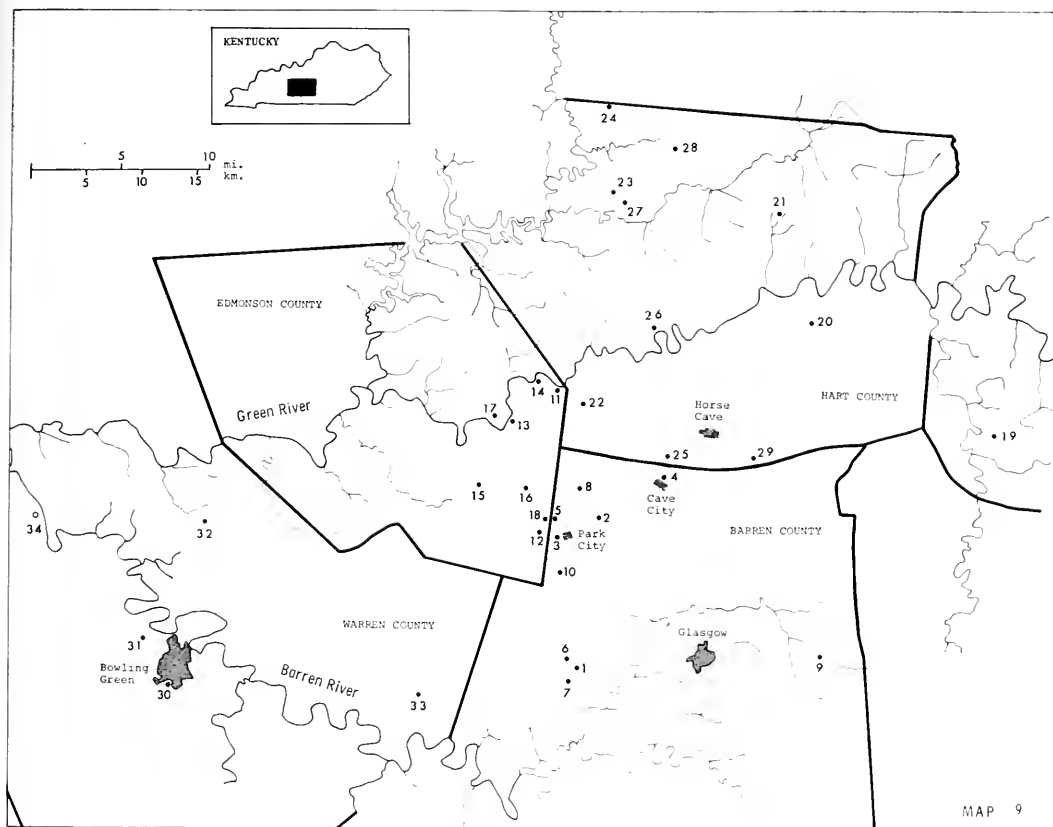 KENTUCKY
5 10
mi.
km.
5 10 15
24
28
23
27
21
EDMONSON COUNTY
26
20
14
11
22
Green River
17
13
Horse
Cave
HART COUNTY
19
25
29
4
Cave
City
15
16
8
34
32
18
5
2
12
3
Park
City
BARREN COUNTY
10
WARREN COUNTY
31
Bowling
Green
30
Barren River
33
6
1
7
Glasgow
9
MAP 9